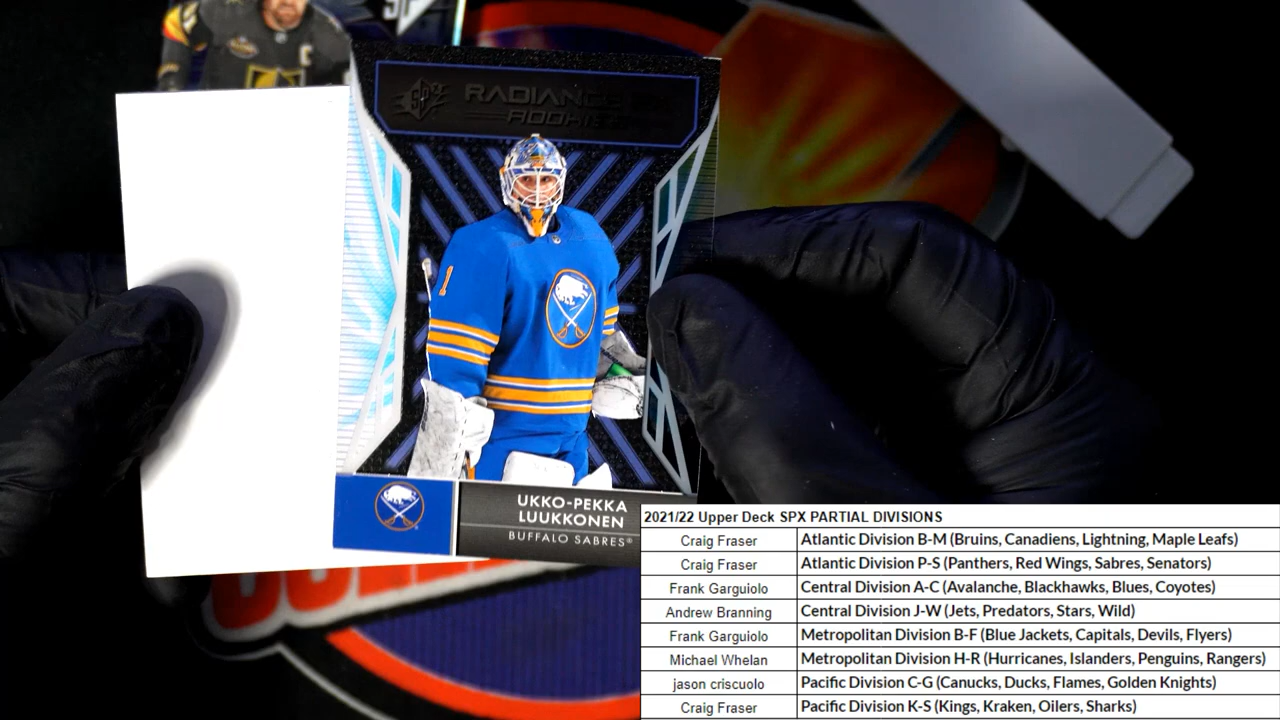 SPx RADIANCE
ROOKIES
1
UKKO-PEKKA
LUUKKONEN
BUFFALO SABRES®
2021/22 Upper Deck SPX PARTIAL DIVISIONS
Craig Fraser Atlantic Division B-M (Bruins, Canadiens, Lightning, Maple Leafs)
Craig Fraser Atlantic Division P-S (Panthers, Red Wings, Sabres, Senators)
Frank Garguiolo Central Division A-C (Avalanche, Blackhawks, Blues, Coyotes)
Andrew Branning Central Division J-W (Jets, Predators, Stars, Wild)
Frank Garguiolo Metropolitan Division B-F (Blue Jackets, Capitals, Devils, Flyers)
Michael Whelan Metropolitan Division H-R (Hurricanes, Islanders, Penguins, Rangers)
jason criscuolo Pacific Division C-G (Canucks, Ducks, Flames, Golden Knights)
Craig Fraser Pacific Division K-S (Kings, Kraken, Oilers, Sharks)